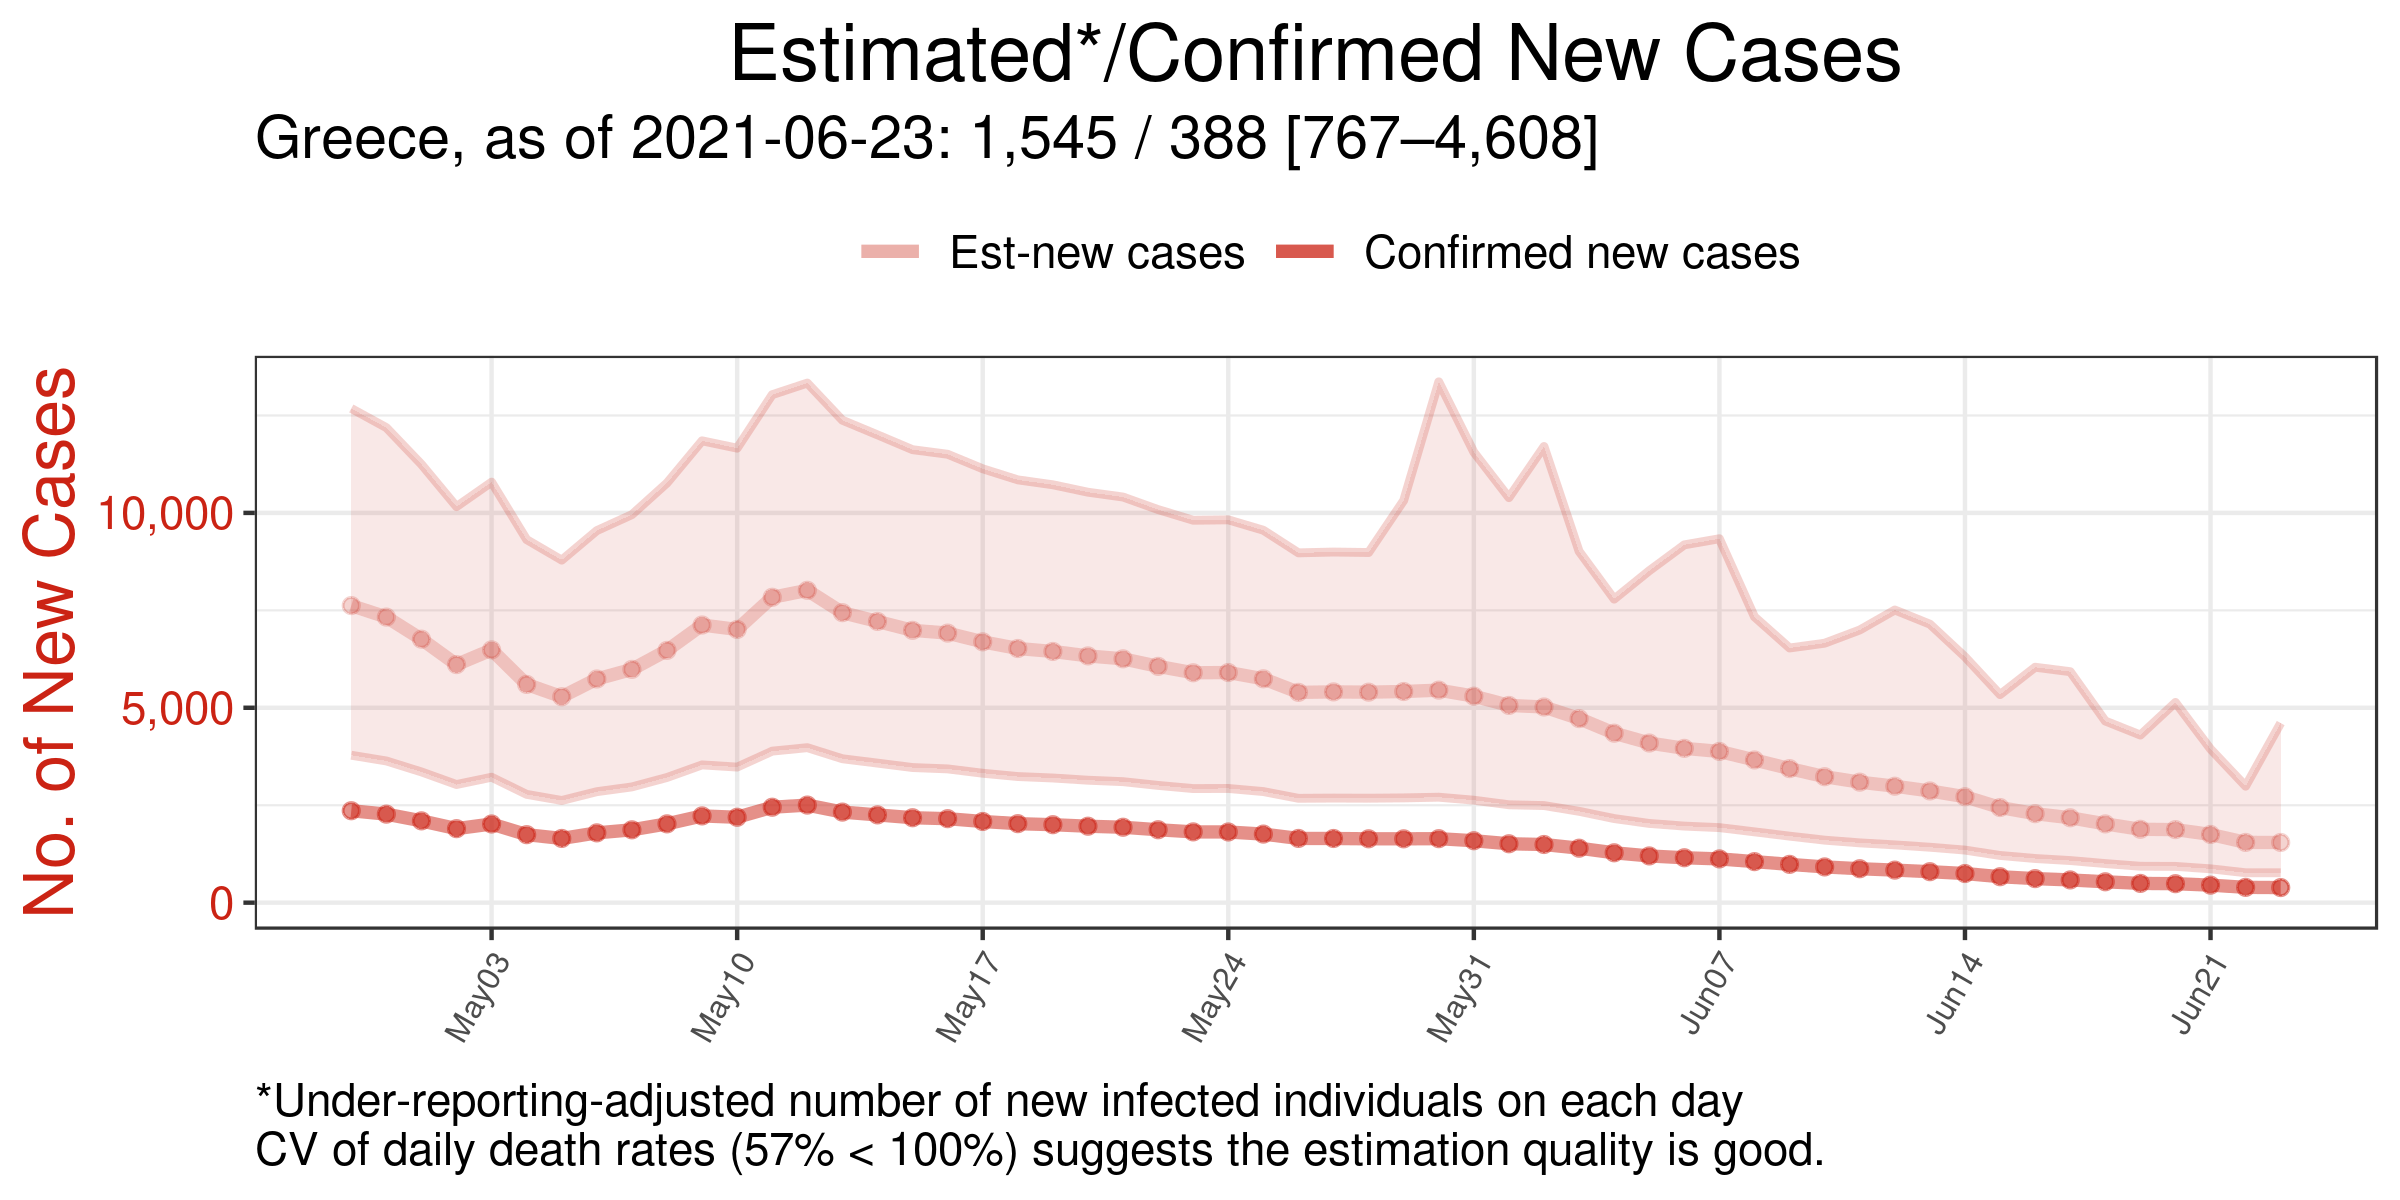 Estimated*/Confirmed New Cases
Greece, as of 2021-06-23: 1,545 / 388 [767–4,608]
Est-new cases
Confirmed new cases
No. of New Cases
10,000
5,000
0
May03
May10
May17
May24
May31
Jun07
Jun14
Jun21
*Under-reporting-adjusted number of new infected individuals on each day
CV of daily death rates (57% < 100%) suggests the estimation quality is good.